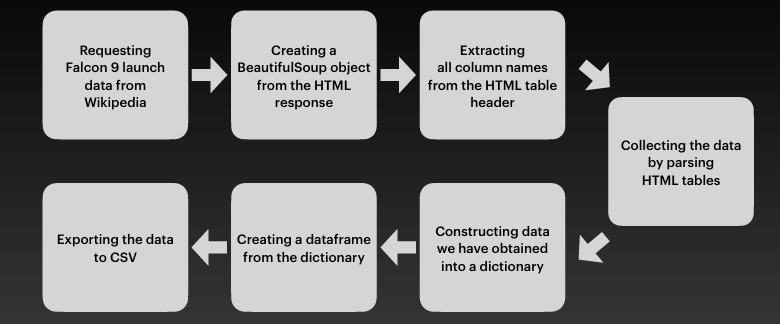 Requesting
Falcon 9 launch
data from
Wikipedia
Creating a
BeautifulSoup object
from the HTML
response
Extracting
all column names
from the HTML table
header
Collecting the data
by parsing
HTML tables
Constructing data
we have obtained
into a dictionary
Creating a dataframe
from the dictionary
Exporting the data
to CSV